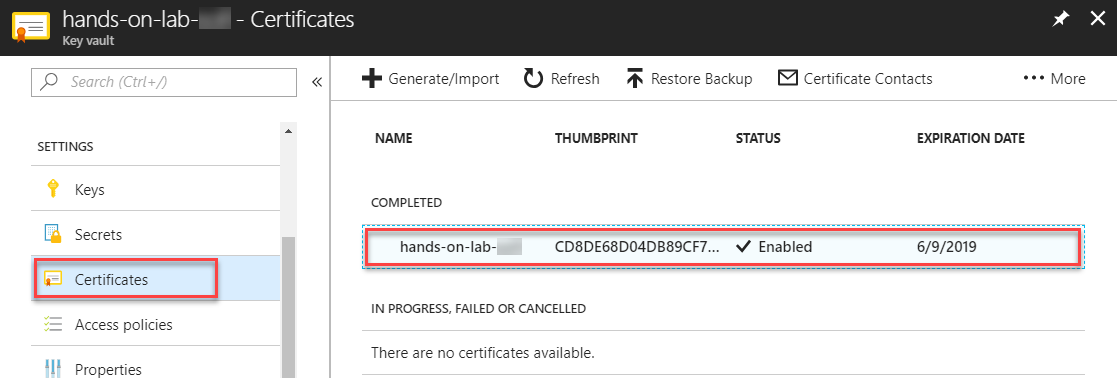 hands-on-lab- - Certificates
Key vault
Search (Ctrl+/)
«
Generate/Import
Refresh
Restore Backup
Certificate Contacts
More
SETTINGS
Keys
Secrets
Certificates
Access policies
Properties
NAME THUMBPRINT STATUS EXPIRATION DATE
COMPLETED
hands-on-lab- CD8DE68D04DB89CF7... Enabled 6/9/2019
IN PROGRESS, FAILED OR CANCELLED
There are no certificates available.